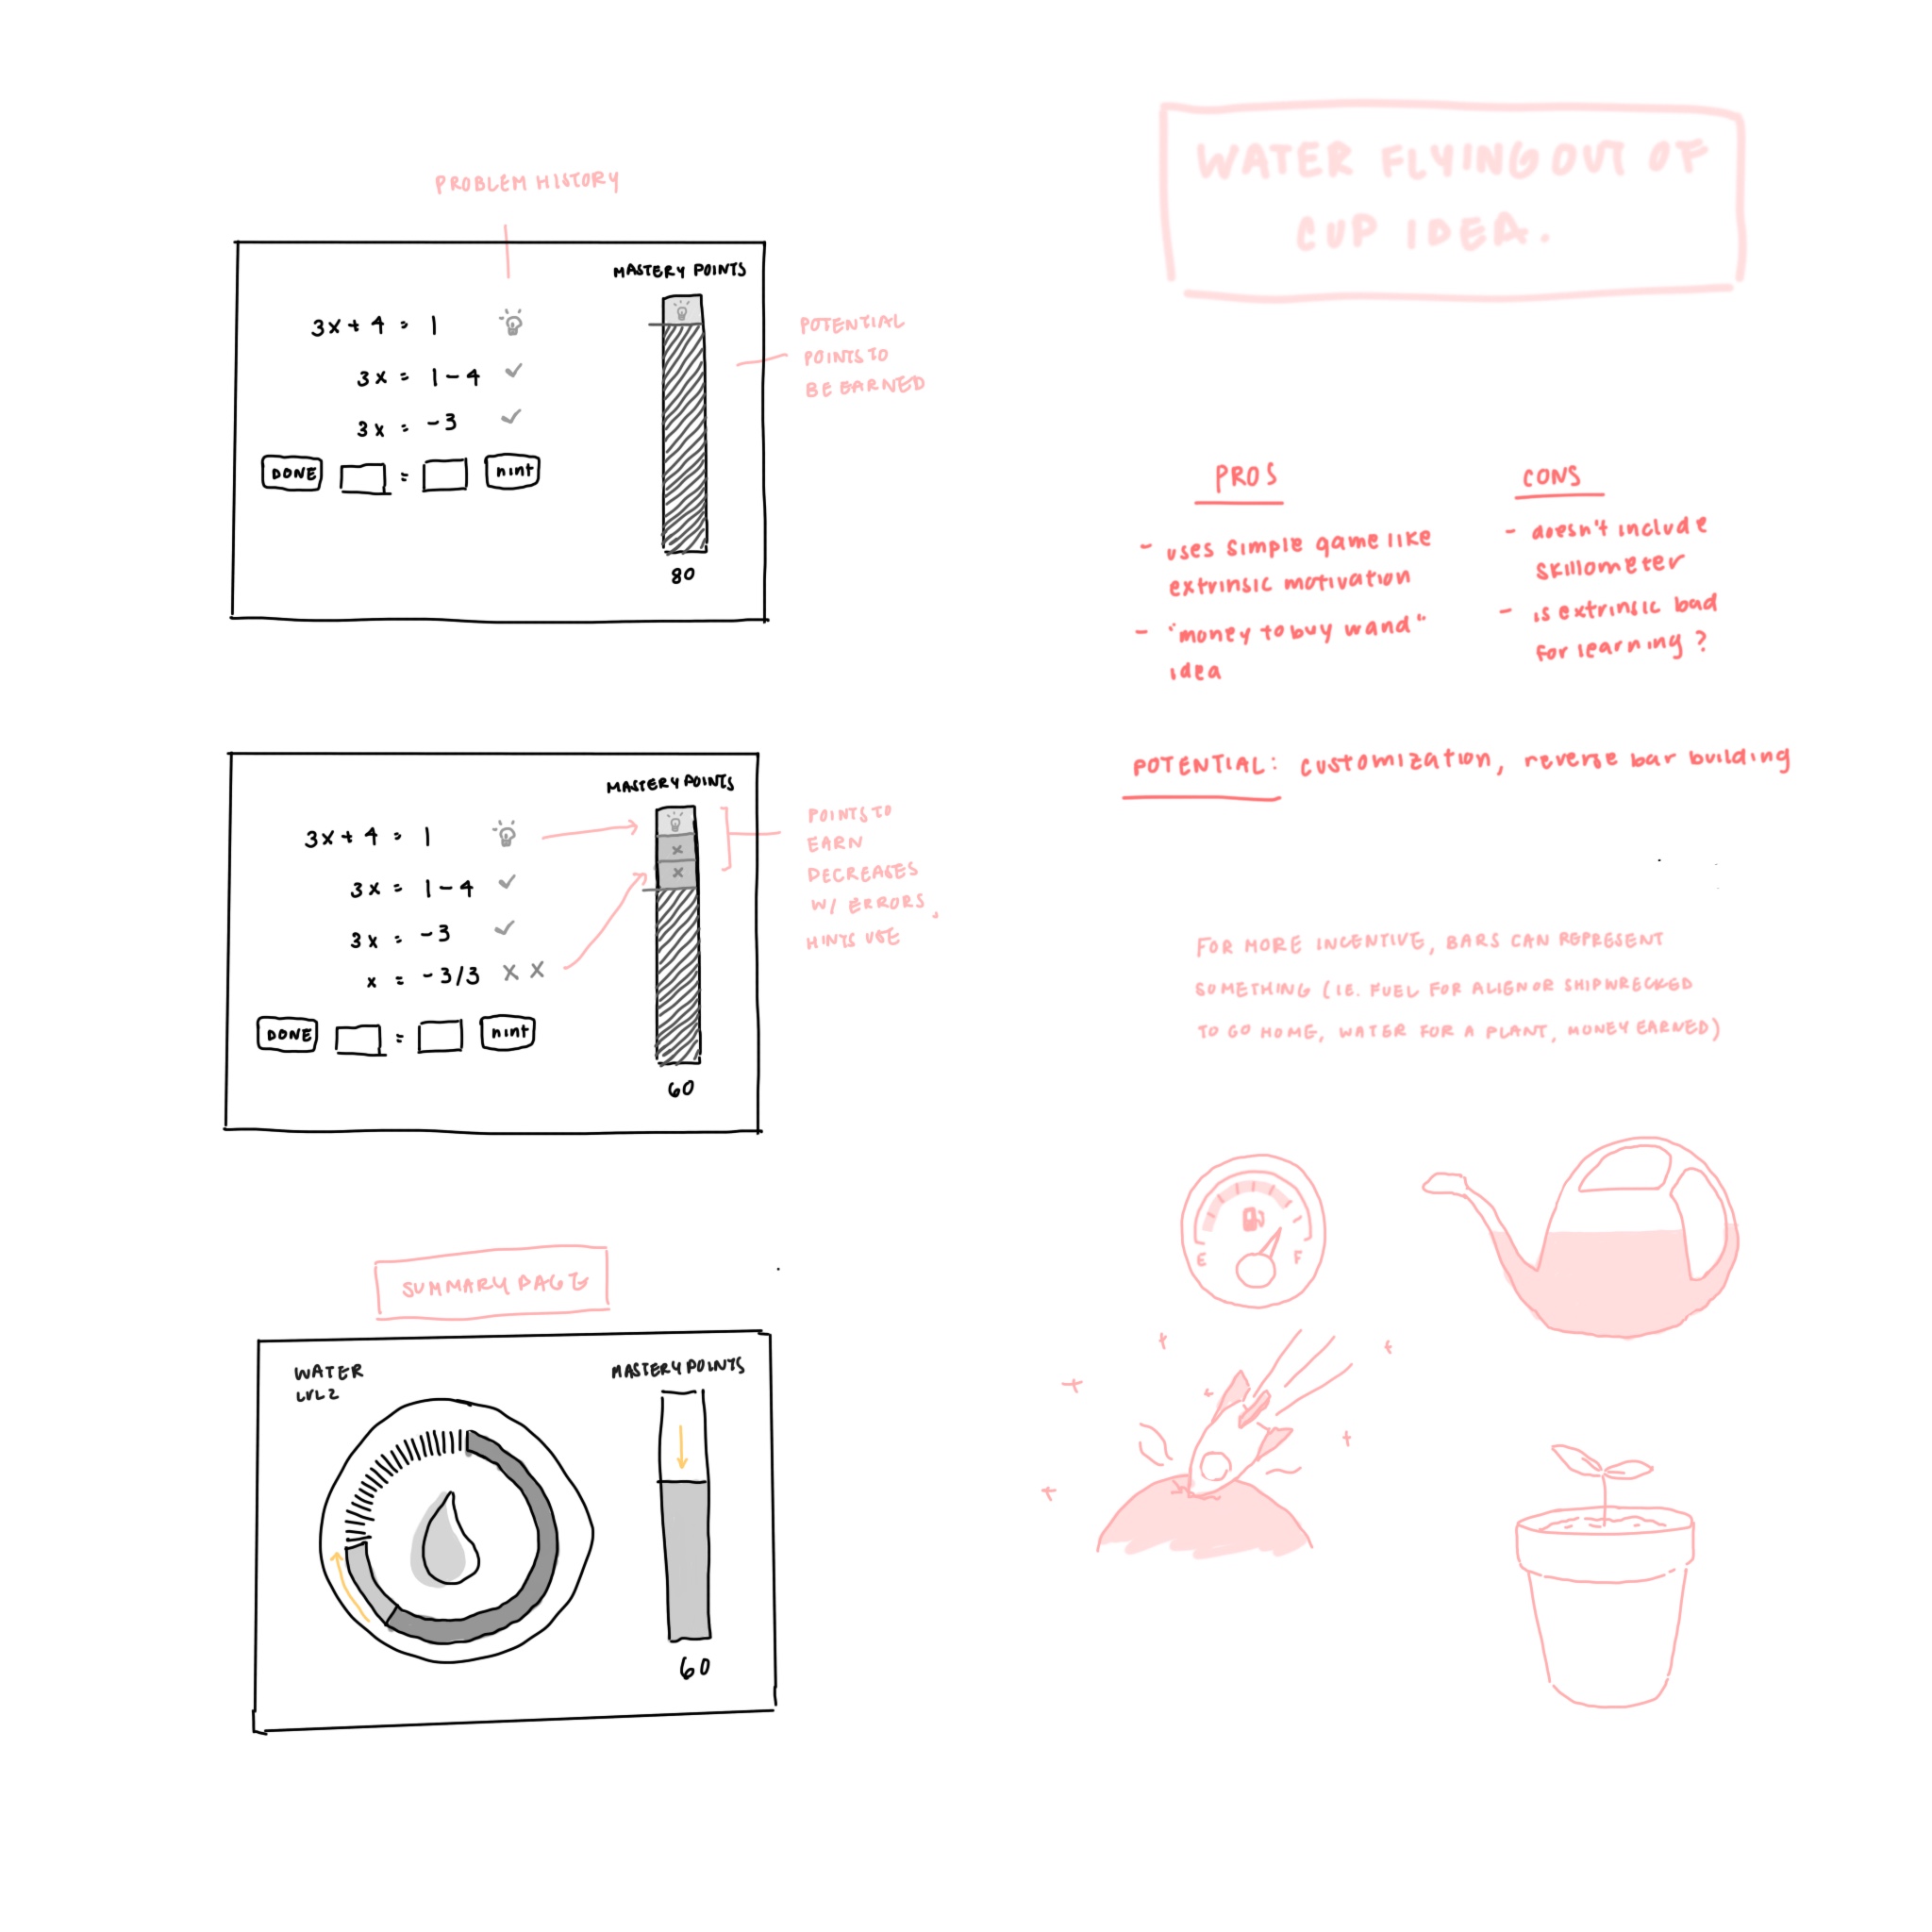 PROBLEM HISTORY
MASTERY POINTS
3x + 4 = 1
3x = 1 - 4 ✓
3x = -3 ✓
DONE = hint
80
POTENTIAL
POINTS TO
BE EARNED
MASTERY POINTS
3x + 4 = 1
3x = 1 - 4 ✓
3x = -3 ✓
x = -3/3 X X
DONE = hint
x
x
60
POINTS TO
EARN
DECREASES
W/ ERRORS,
HINTS USE
SUMMARY PAGE
WATER
LVL 2
MASTERY POINTS
60
WATER FLYING OUT OF
CUP IDEA.
PROS
- uses simple game like
extrinsic motivation
- "money to buy wand"
idea
CONS
- doesn't include
skillometer
- is extrinsic bad
for learning?
POTENTIAL: customization, reverse bar building
FOR MORE INCENTIVE, BARS CAN REPRESENT
SOMETHING (IE. FUEL FOR ALIEN OR SHIPWRECKED
TO GO HOME, WATER FOR A PLANT, MONEY EARNED)
E F